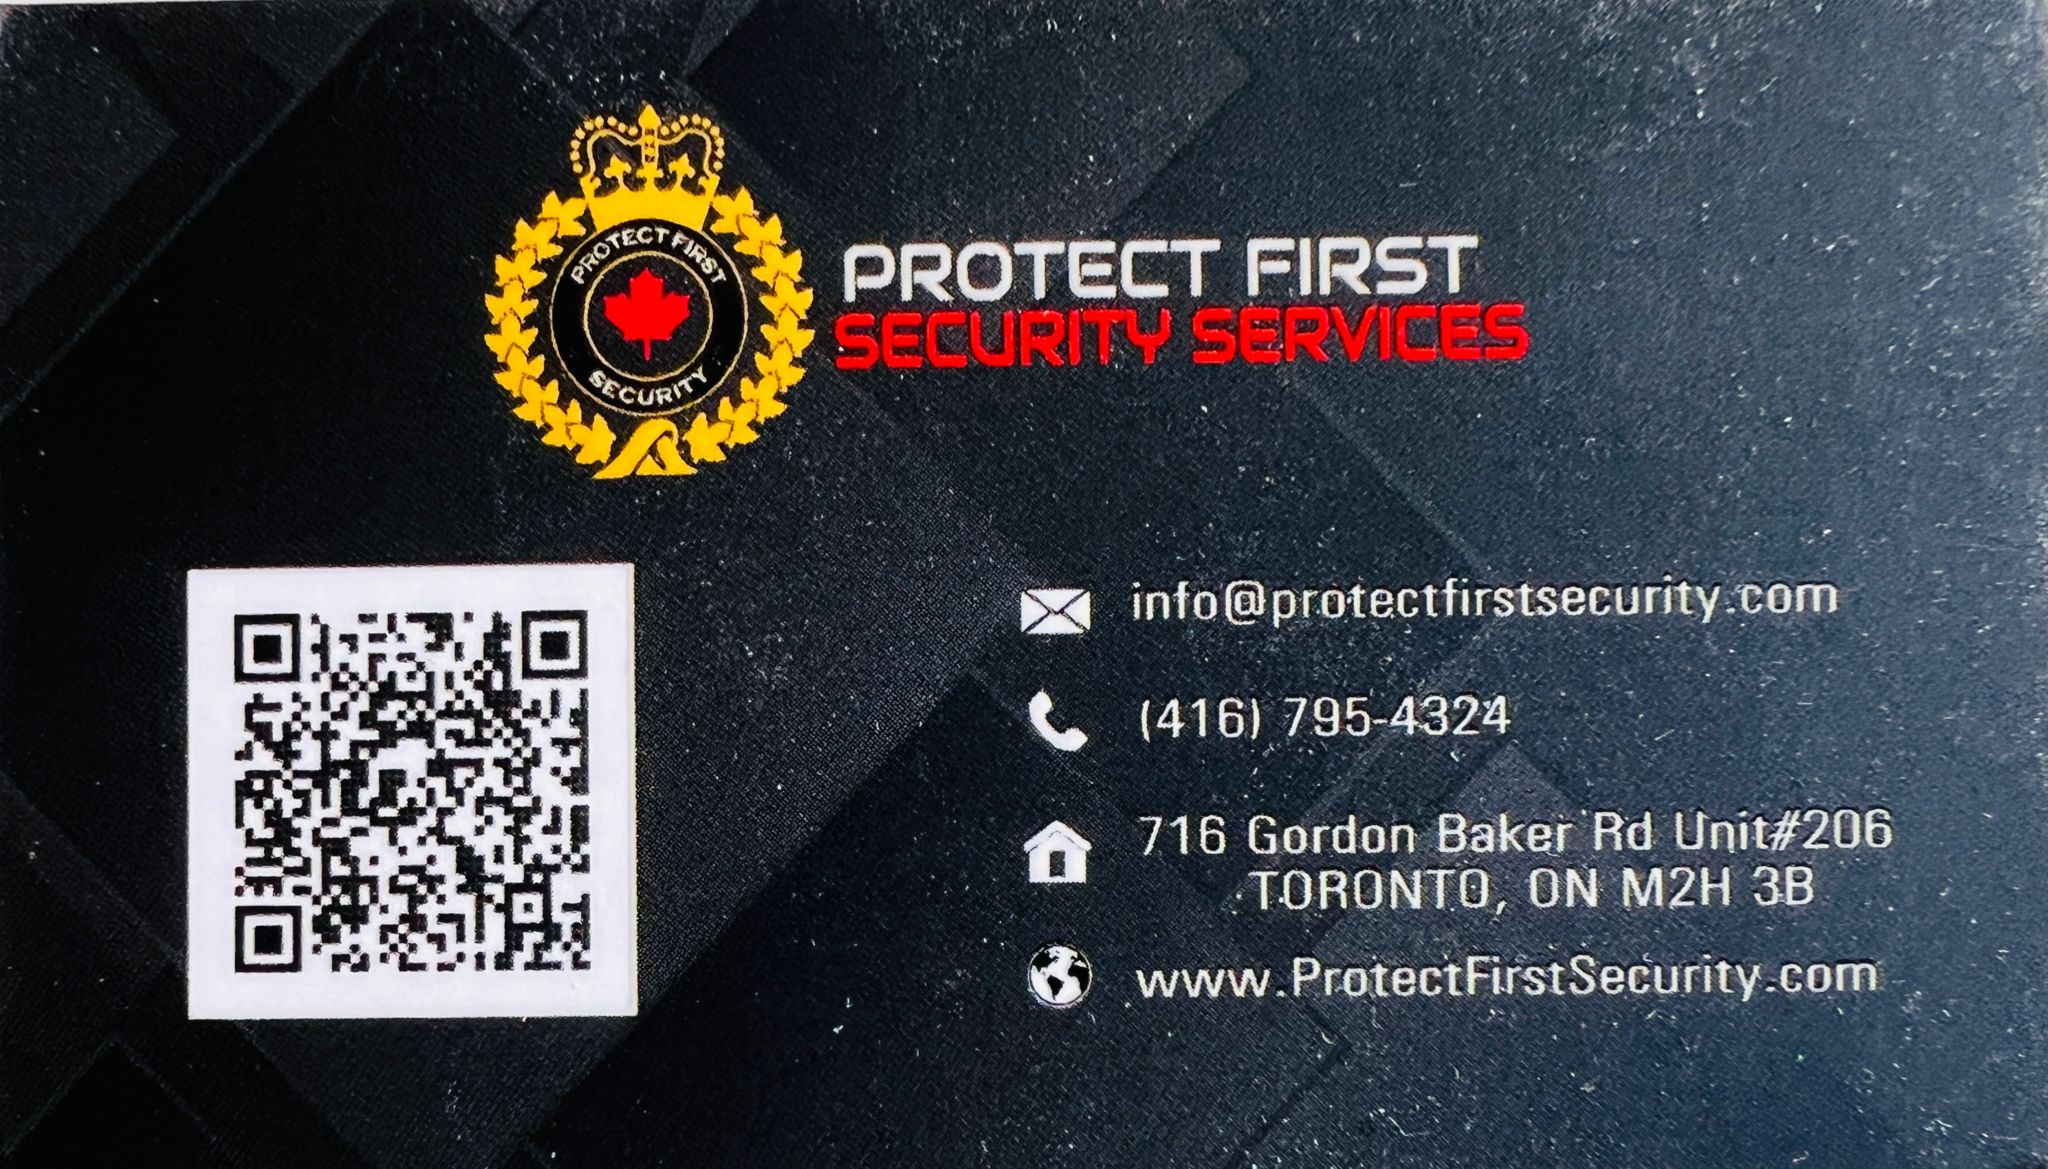 PROTECT FIRST
SECURITY
PROTECT FIRST
SECURITY SERVICES
info@protectfirstsecurity.com
(416) 795-4324
716 Gordon Baker Rd Unit#206
TORONTO, ON M2H 3B
www.ProtectFirstSecurity.com